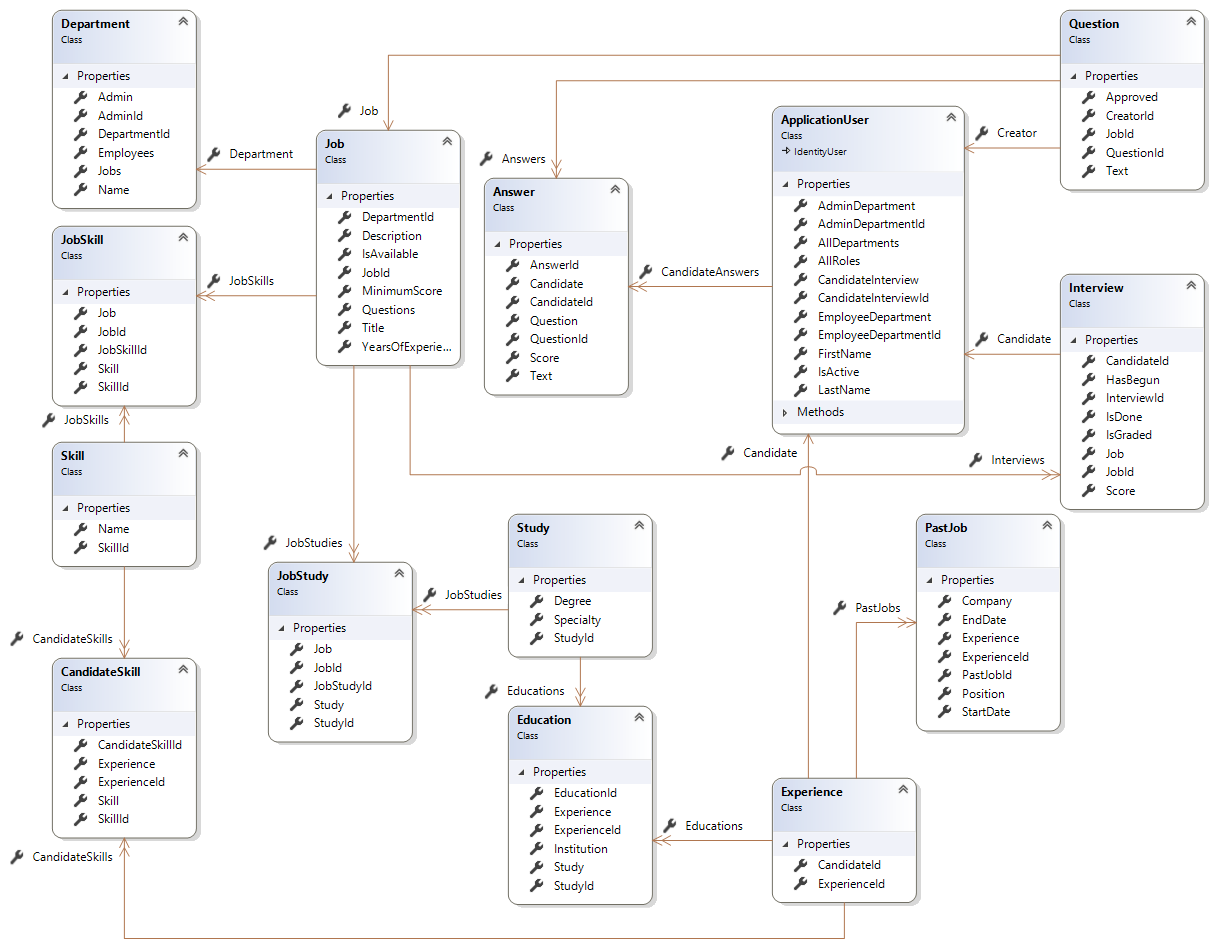 Department
Class
Properties
Admin
AdminId
DepartmentId
Employees
Jobs
Name
Department
Job
Job
Class
Properties
DepartmentId
Description
IsAvailable
JobId
MinimumScore
Questions
Title
YearsOfExperie...
Answers
Answer
Class
Properties
AnswerId
Candidate
CandidateId
Question
QuestionId
Score
Text
CandidateAnswers
ApplicationUser
Class
IdentityUser
Properties
AdminDepartment
AdminDepartmentId
AllDepartments
AllRoles
CandidateInterview
CandidateInterviewId
EmployeeDepartment
EmployeeDepartmentId
FirstName
IsActive
LastName
Methods
Creator
Question
Class
Properties
Approved
CreatorId
JobId
QuestionId
Text
Candidate
Interview
Class
Properties
CandidateId
HasBegun
InterviewId
IsDone
IsGraded
Job
JobId
Score
Interviews
Candidate
JobSkill
Class
Properties
Job
JobId
JobSkillId
Skill
SkillId
JobSkills
JobSkills
Skill
Class
Properties
Name
SkillId
CandidateSkills
CandidateSkill
Class
Properties
CandidateSkillId
Experience
ExperienceId
Skill
SkillId
CandidateSkills
JobStudies
JobStudy
Class
Properties
Job
JobId
JobStudyId
Study
StudyId
JobStudies
Study
Class
Properties
Degree
Specialty
StudyId
Educations
Education
Class
Properties
EducationId
Experience
ExperienceId
Institution
Study
StudyId
Educations
PastJobs
PastJob
Class
Properties
Company
EndDate
Experience
ExperienceId
PastJobId
Position
StartDate
Experience
Class
Properties
CandidateId
ExperienceId